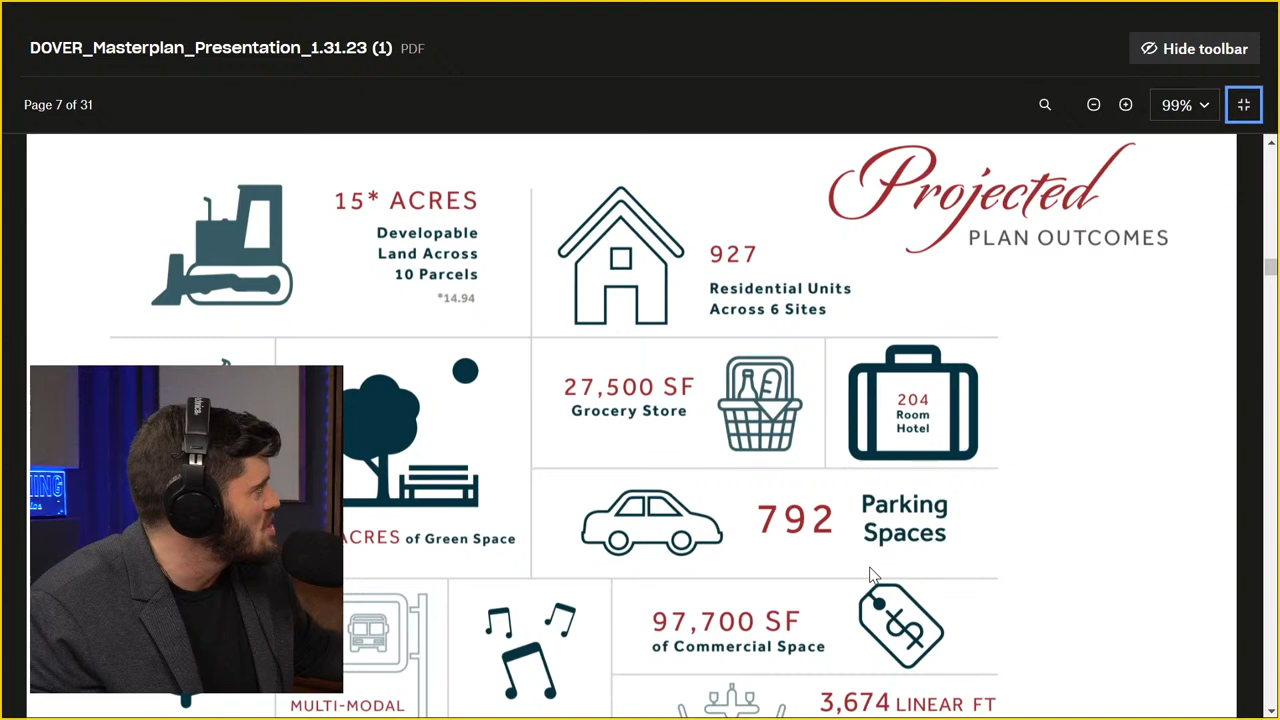 DOVER_Masterplan_Presentation_1.31.23 (1) PDF
Hide toolbar
Page 7 of 31
99%
Projected
PLAN OUTCOMES
15* ACRES
Developable
Land Across
10 Parcels
*14.94
927
Residential Units
Across 6 Sites
27,500 SF
Grocery Store
204
Room
Hotel
ACRES of Green Space
792
Parking
Spaces
97,700 SF
of Commercial Space
MULTI-MODAL
3,674 LINEAR FT